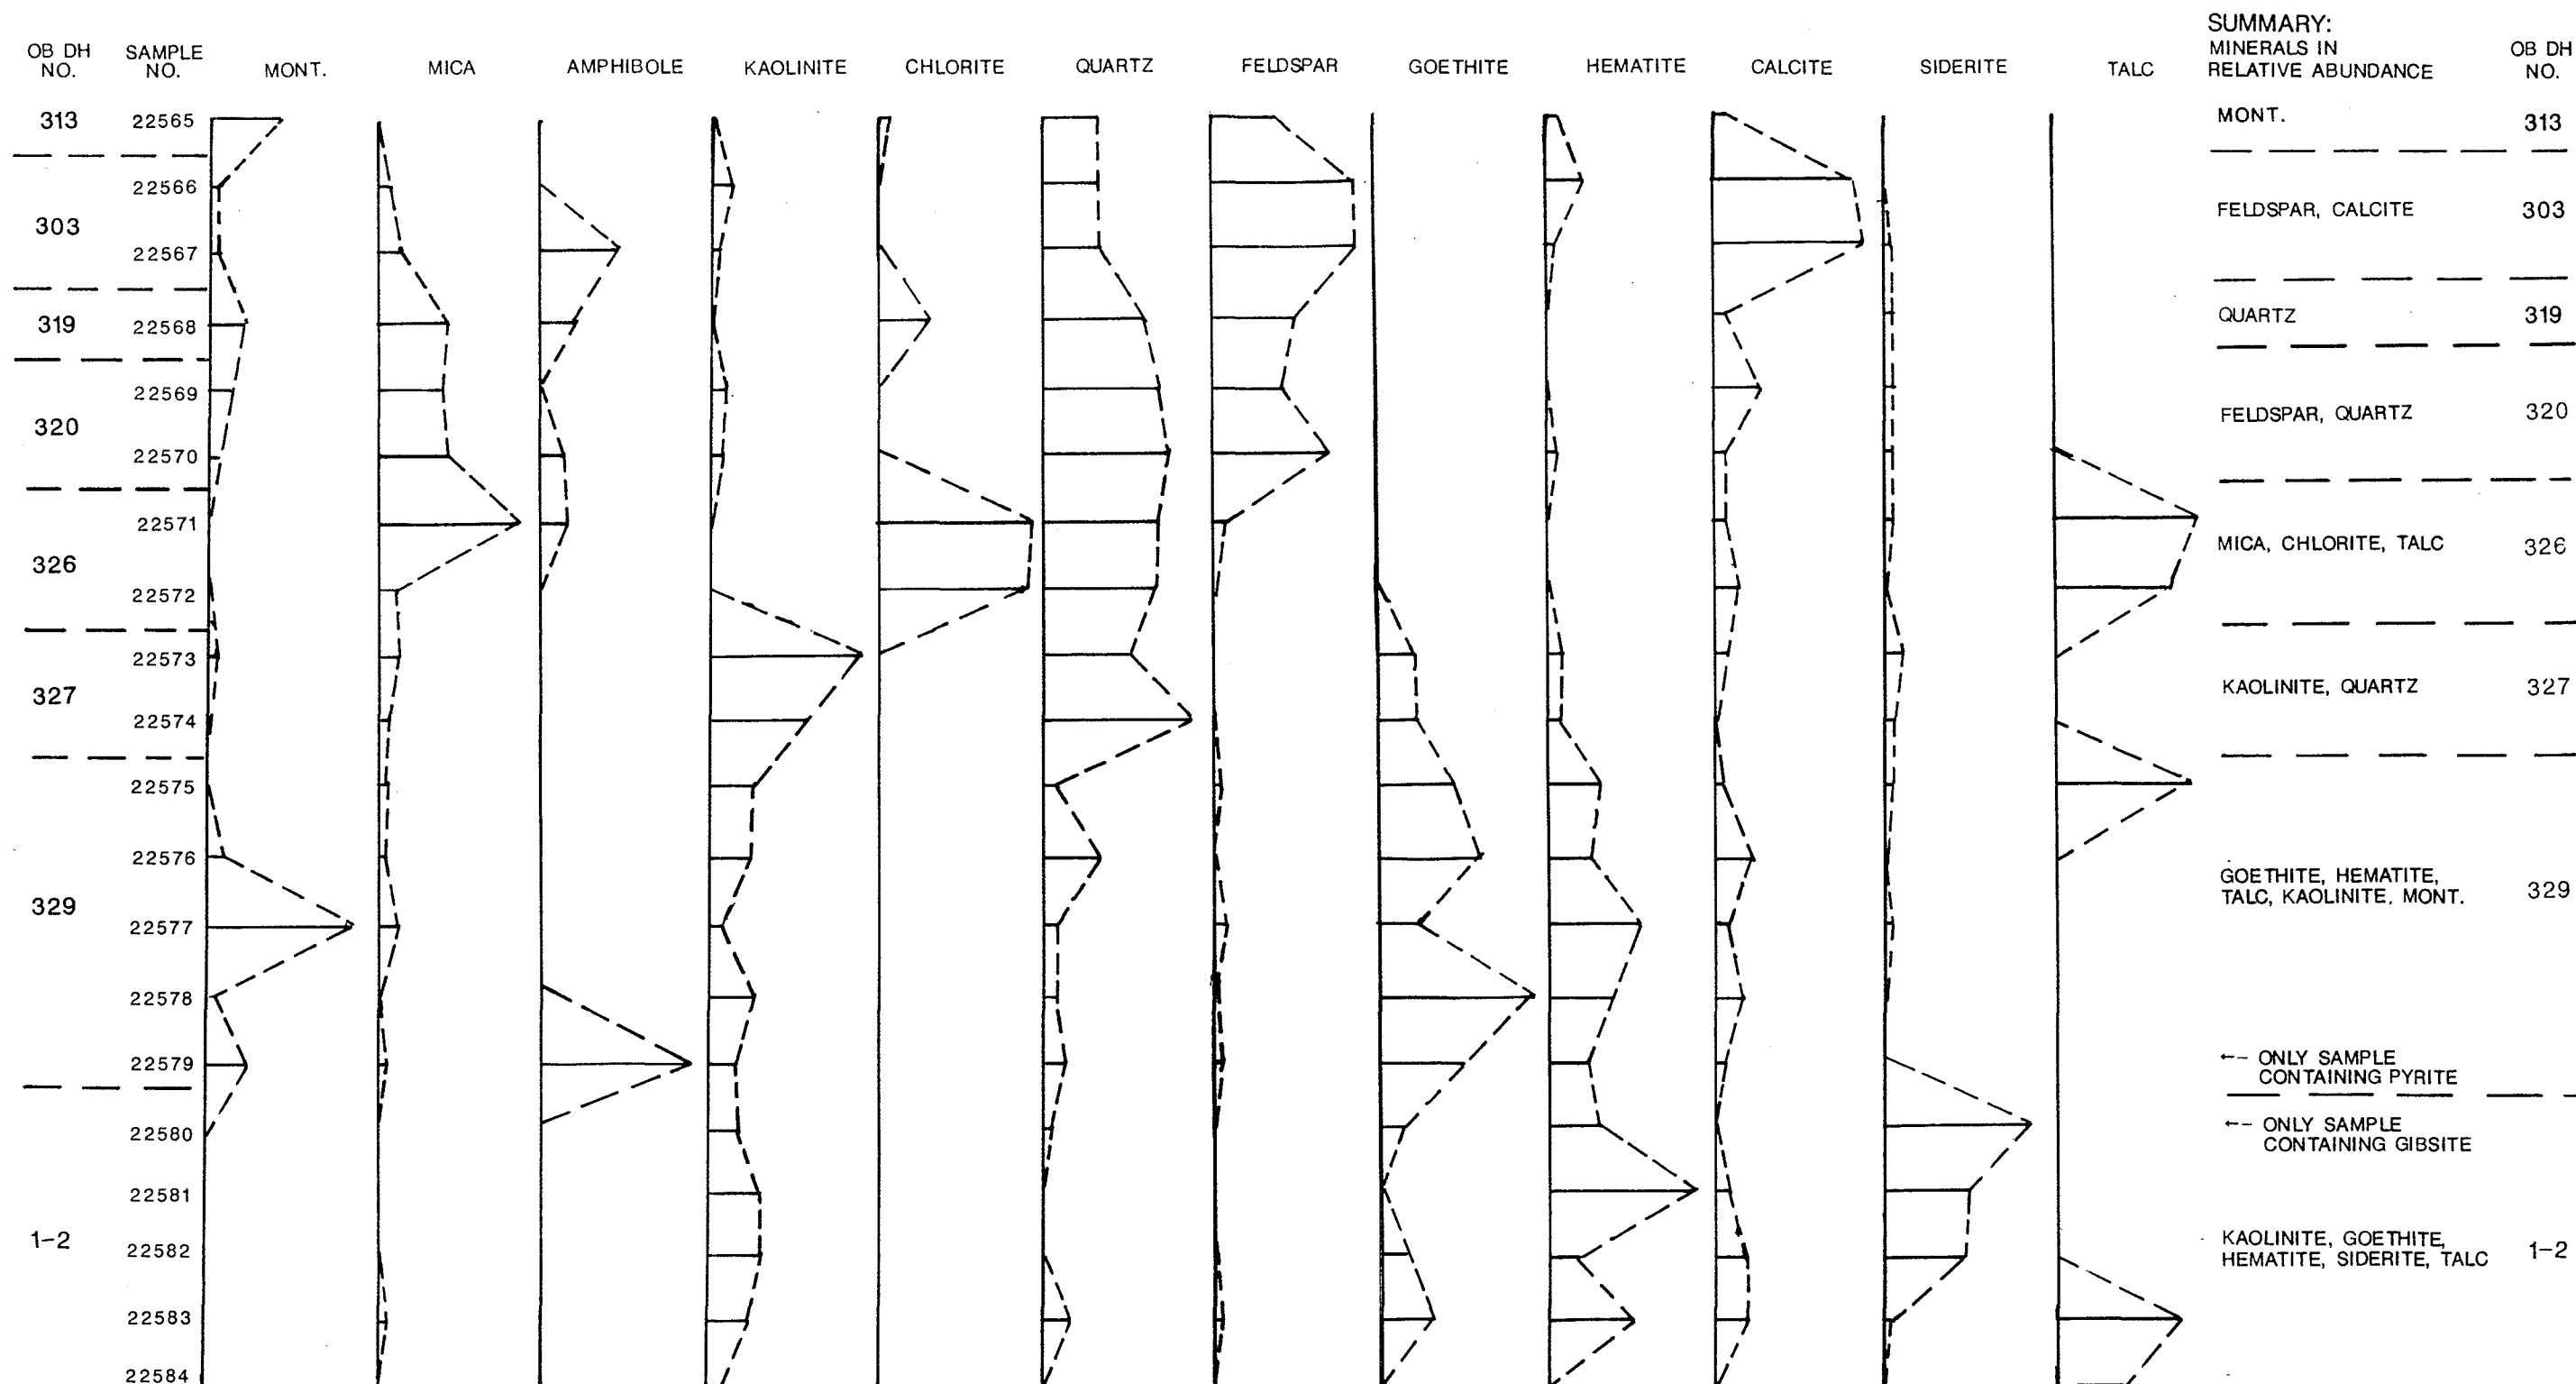 SUMMARY:
OB DH NO. SAMPLE NO. MONT. MICA AMPHIBOLE KAOLINITE CHLORITE QUARTZ FELDSPAR GOETHITE HEMATITE CALCITE SIDERITE TALC MINERALS IN RELATIVE ABUNDANCE OB DH NO.
313 22565 MONT. 313
22566
303 FELDSPAR, CALCITE 303
22567
319 22568 QUARTZ 319
22569
320 FELDSPAR, QUARTZ 320
22570
22571
326 MICA, CHLORITE, TALC 326
22572
22573
327 KAOLINITE, QUARTZ 327
22574
22575
22576
GOETHITE, HEMATITE,
329 TALC, KAOLINITE, MONT. 329
22577
22578
22579 ←– ONLY SAMPLE
CONTAINING PYRITE
22580 ←– ONLY SAMPLE
CONTAINING GIBSITE
22581
1–2 22582 KAOLINITE, GOETHITE, 1–2
HEMATITE, SIDERITE, TALC
22583
22584